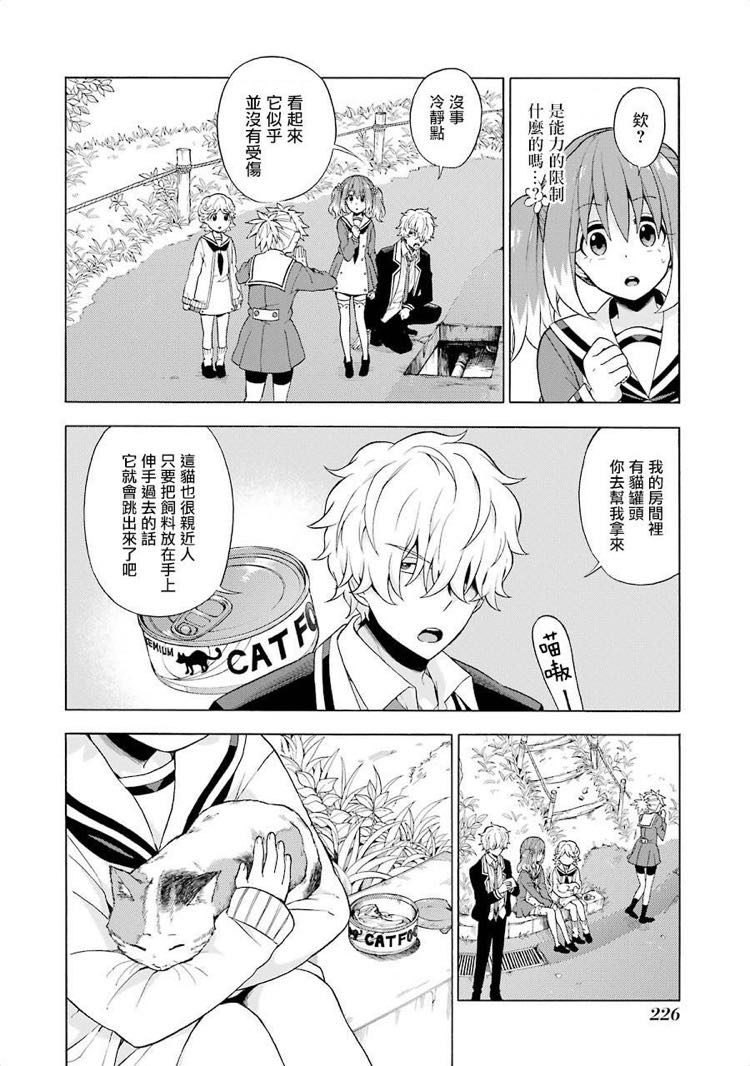 欸？
是能力的限制
什麼的嗎…？
沒事
冷靜點
看起來
它似乎
並沒有受傷
我的房間裡
有貓罐頭
你去幫我拿來
喵嗷ー
這貓也很親近人
只要把飼料放在手上
伸手過去的話
它就會跳出來了吧
PREMIUM
CATFO
CATFOO
226